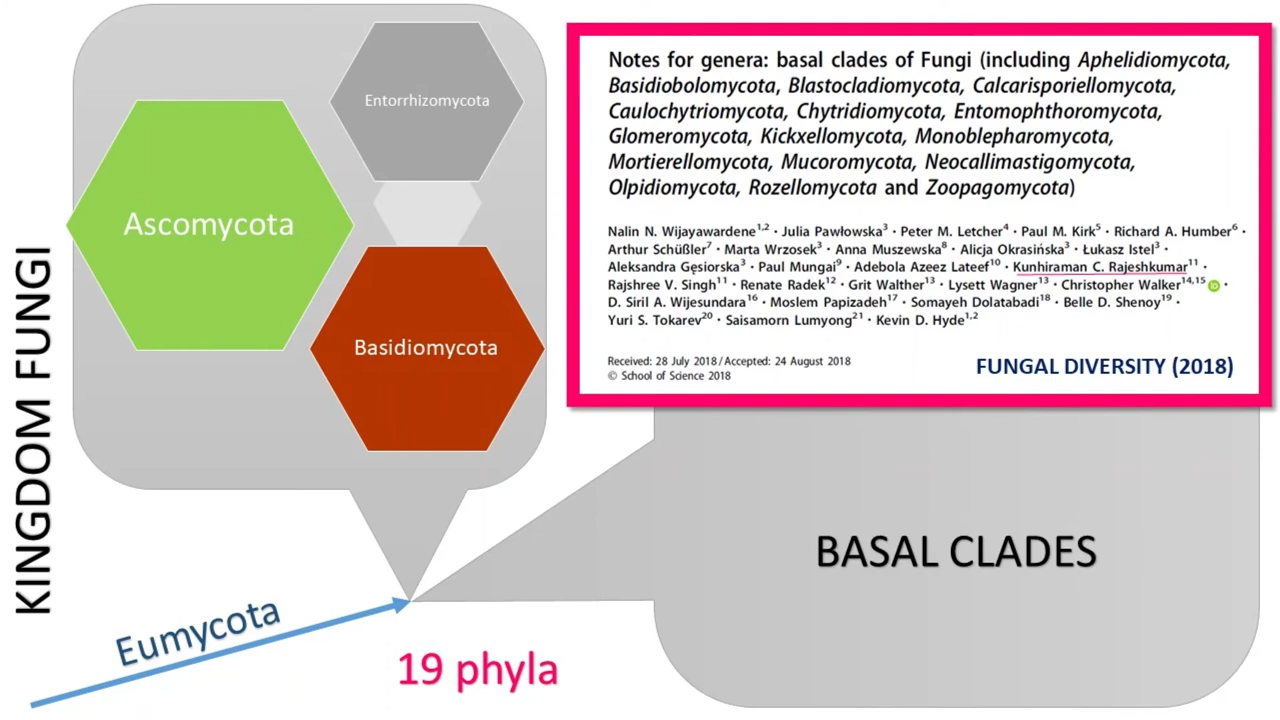 KINGDOM FUNGI
Entorrhizomycota
Ascomycota
Basidiomycota
Notes for genera: basal clades of Fungi (including Aphelidiomycota,
Basidiobolomycota, Blastocladiomycota, Calcarisporiellomycota,
Caulochytriomycota, Chytridiomycota, Entomophthoromycota,
Glomeromycota, Kickxellomycota, Monoblepharomycota,
Mortierellomycota, Mucoromycota, Neocallimastigomycota,
Olpidiomycota, Rozellomycota and Zoopagomycota)
Nalin N. Wijayawardene1,2 · Julia Pawłowska3 · Peter M. Letcher4 · Paul M. Kirk5 · Richard A. Humber6 ·
Arthur Schüßler7 · Marta Wrzosek3 · Anna Muszewska8 · Alicja Okrasińska3 · Łukasz Istel3 ·
Aleksandra Gęsiorska3 · Paul Mungai9 · Adebola Azeez Lateef10 · Kunhiraman C. Rajeshkumar11 ·
Rajshree V. Singh11 · Renate Radek12 · Grit Walther13 · Lysett Wagner13 · Christopher Walker14,15 iD ·
D. Siril A. Wijesundara16 · Moslem Papizadeh17 · Somayeh Dolatabadi18 · Belle D. Shenoy19 ·
Yuri S. Tokarev20 · Saisamorn Lumyong21 · Kevin D. Hyde1,2
Received: 28 July 2018 / Accepted: 24 August 2018
© School of Science 2018
FUNGAL DIVERSITY (2018)
BASAL CLADES
Eumycota
19 phyla